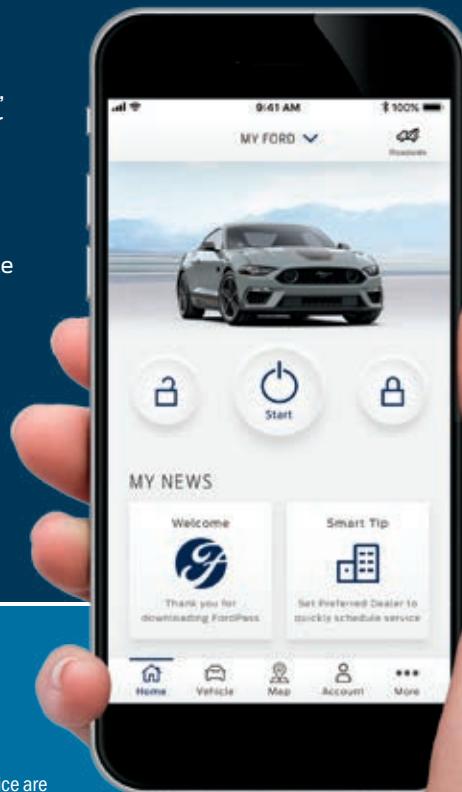 9:41 AM
100%
MY FORD
Roadside
Start
MY NEWS
Welcome
Smart Tip
Thank you for
downloading FordPass
Set Preferred Dealer to
quickly schedule service
Home
Vehicle
Map
Account
More
e
ice are